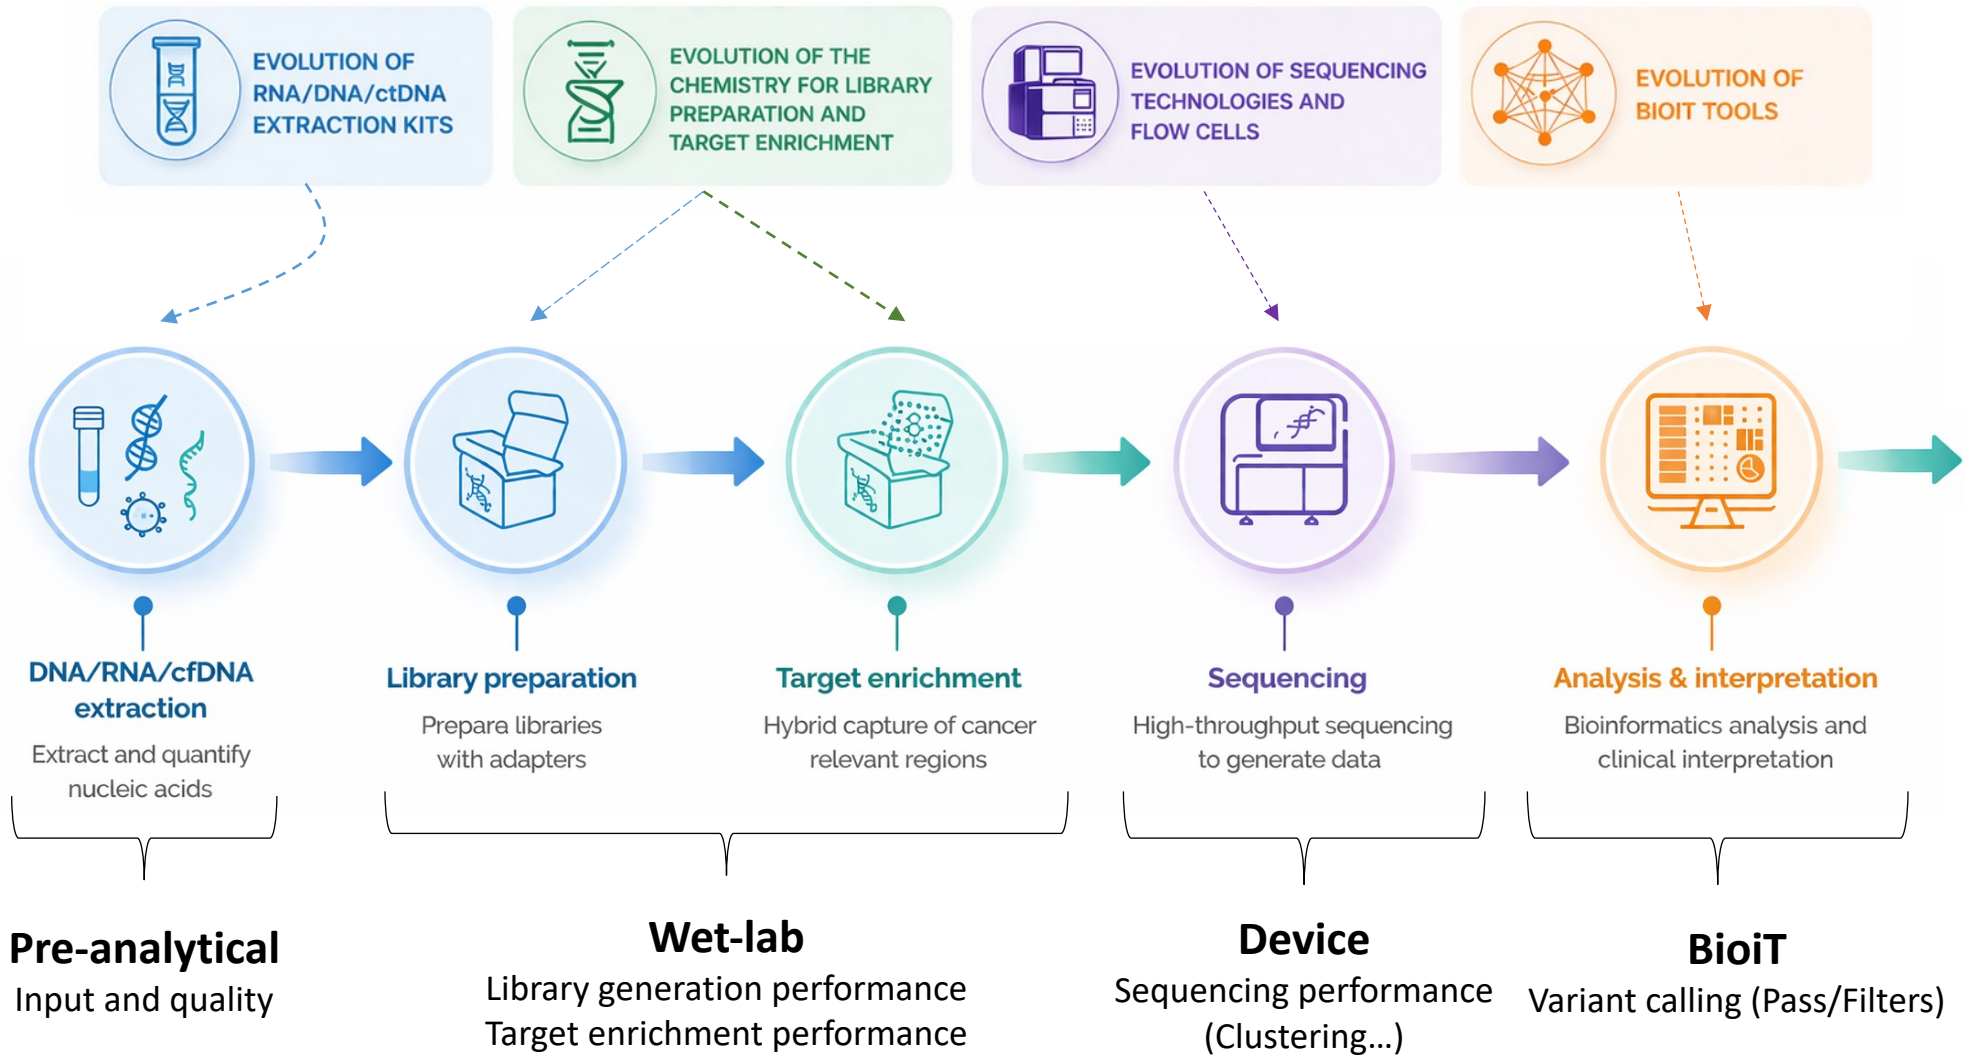 EVOLUTION OF
RNA/DNA/ctDNA
EXTRACTION KITS
EVOLUTION OF THE
CHEMISTRY FOR LIBRARY
PREPARATION AND
TARGET ENRICHMENT
EVOLUTION OF SEQUENCING
TECHNOLOGIES AND
FLOW CELLS
EVOLUTION OF
BIOIT TOOLS
DNA/RNA/cfDNA
extraction
Extract and quantify
nucleic acids
Library preparation
Prepare libraries
with adapters
Target enrichment
Hybrid capture of cancer
relevant regions
Sequencing
High-throughput sequencing
to generate data
Analysis & interpretation
Bioinformatics analysis and
clinical interpretation
Pre-analytical
Input and quality
Wet-lab
Library generation performance
Target enrichment performance
Device
Sequencing performance
(Clustering...)
BioiT
Variant calling (Pass/Filters)